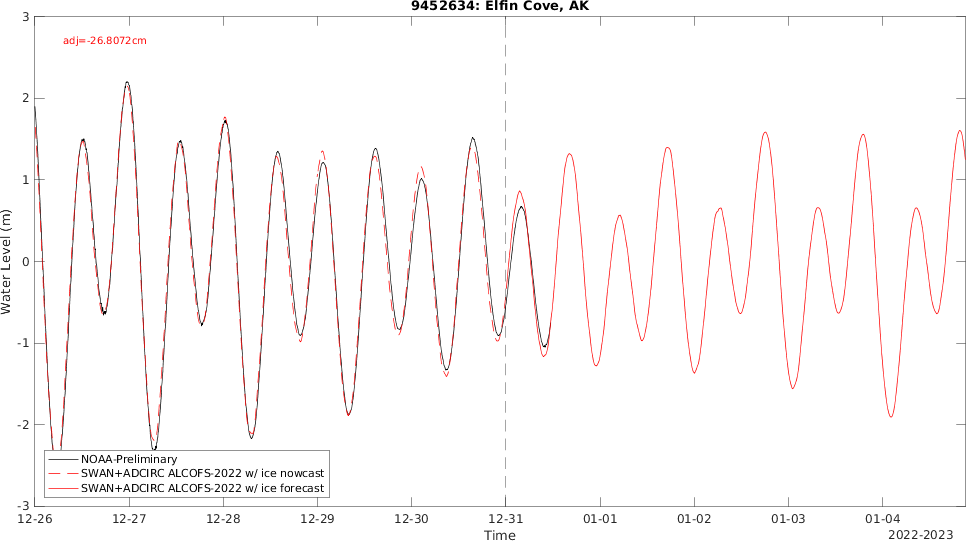 9452634: Elfin Cove, AK
adj=-26.8072cm
Water Level (m)
3
2
1
0
-1
-2
-3
NOAA-Preliminary
SWAN+ADCIRC ALCOFS-2022 w/ ice nowcast
SWAN+ADCIRC ALCOFS-2022 w/ ice forecast
12-26 12-27 12-28 12-29 12-30 12-31 01-01 01-02 01-03 01-04
Time
2022-2023